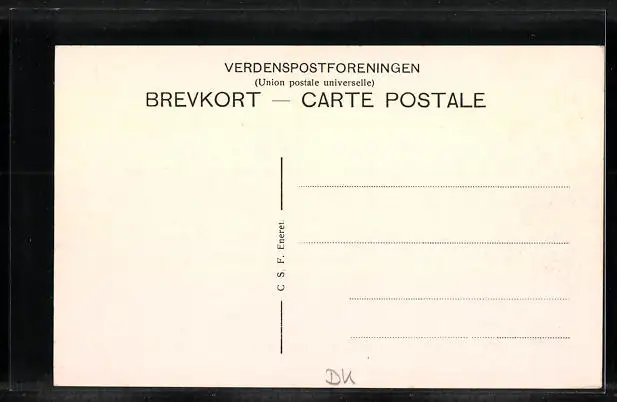 VERDENSPOSTFORENINGEN
(Union postale universelle)
BREVKORT — CARTE POSTALE
C. S. F. Eneret.
DK